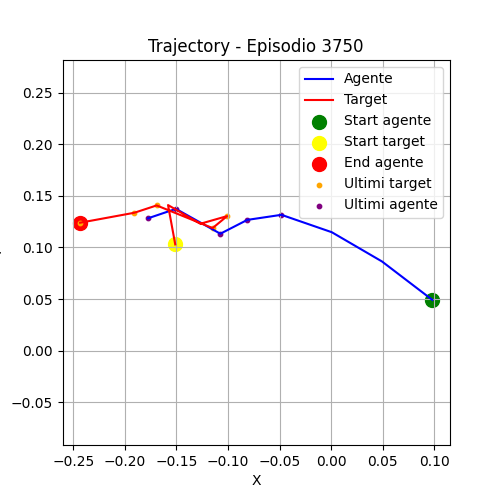 Trajectory - Episodio 3750
Agente
Target
Start agente
Start target
End agente
Ultimi target
Ultimi agente
0.25
0.20
0.15
0.10
0.05
0.00
−0.05
−0.25
−0.20
−0.15
−0.10
−0.05
0.00
0.05
0.10
X